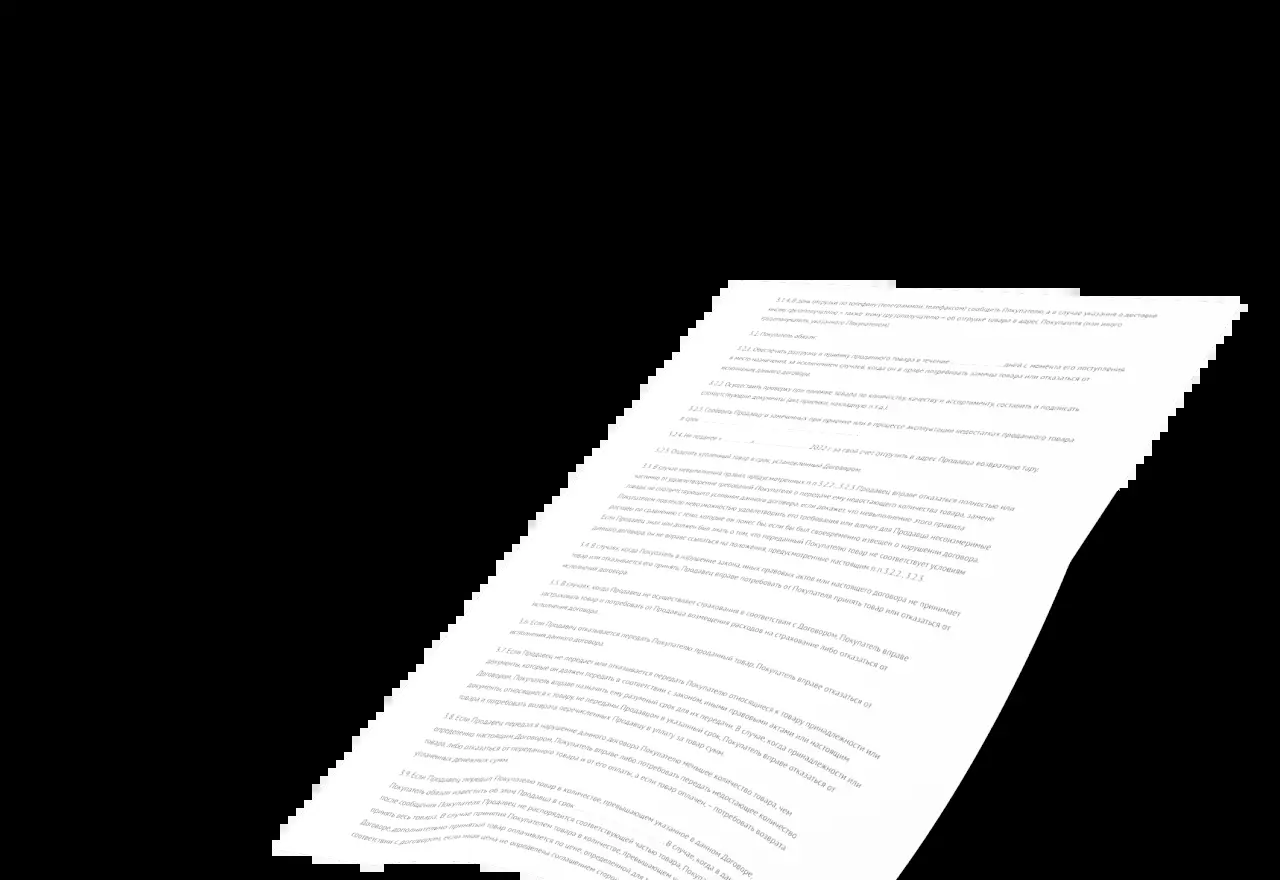 3.1.4. В день отгрузки по телефону (телеграммой, телефаксом) сообщить Покупателю, а в случае указания о доставке
числе грузополучателю – также этому грузополучателю – об отправке товара в адрес Покупателя (или иного
грузополучателя, указанного Покупателем).
3.2. Покупатель обязан:
3.2.1. Обеспечить разгрузку и приемку проданного товара в течение дней с момента его поступления
в место назначения, за исключением случаев, когда он в праве потребовать замены товара или отказаться от
исполнения данного договора.
3.2.2. Осуществить проверку при приемке товара по количеству, качеству и ассортименту, составить и подписать
соответствующие документы (акт приемки, накладную и т.д.)
3.2.3. Сообщить Продавцу о замеченных при приемке или в процессе эксплуатации недостатках проданного товара
в срок
3.2.4. Не позднее « » 2022 г. за свой счет отгрузить в адрес Продавца возвратную тару.
3.2.5. Оплатить купленный товар в срок, установленный Договором.
3.3. В случае невыполнения правил, предусмотренных п.п 3.2.2., 3.2.3 Продавец вправе отказаться полностью или
частично от удовлетворения требований Покупателя о передаче ему недостающего количества товара, замене
товара, не соответствующего условиям данного договора, если докажет, что невыполнение этого правила
Покупателем повлекло невозможность удовлетворить его требования или влечет для Продавца несоизмеримые
расходы по сравнению с теми, которые он понес бы, если бы был своевременно извещен о нарушении договора.
Если Продавец знал или должен был знать о том, что переданный Покупателю товар не соответствует условиям
данного договора, он не вправе ссылаться на положения, предусмотренные настоящим п.п 3.2.2., 3.2.3.
3.4. В случаях, когда Покупатель в нарушение закона, иных правовых актов или настоящего договора не принимает
товар или отказывается его принять, Продавец вправе потребовать от Покупателя принять товар или отказаться от
исполнения договора.
3.5. В случаях, когда Продавец не осуществляет страхования в соответствии с Договором, Покупатель вправе
застраховать товар и потребовать от Продавца возмещения расходов на страхование либо отказаться от
исполнения договора.
3.6. Если Продавец отказывается передать Покупателю проданный товар, Покупатель вправе отказаться от
исполнения данного договора.
3.7. Если Продавец не передает или отказывается передать Покупателю относящиеся к товару принадлежности или
документы, которые он должен передать в соответствии с законом, иными правовыми актами или настоящим
Договором, Покупатель вправе назначить ему разумный срок для их передачи. В случае, когда принадлежности или
документы, относящиеся к товару, не переданы Продавцом в указанный срок, Покупатель вправе отказаться от
товара и потребовать возврата перечисленных Продавцу в уплату за товар сумм.
3.8. Если Продавец передал в нарушение данного договора Покупателю меньшее количество товара, чем
определено настоящим Договором, Покупатель вправе либо потребовать передать недостающее количество
товара, либо отказаться от переданного товара и от его оплаты, а если товар оплачен, – потребовать возврата
уплаченных денежных сумм.
3.9. Если Продавец передал Покупателю товар в количестве, превышающем указанное в данном Договоре,
Покупатель обязан известить об этом Продавца в срок . В случае, когда в
после сообщения Покупателя Продавец не распорядится соответствующей частью товара,
принять весь товар. В случае принятия Покупателем товара в количестве, превышающем
Договоре, дополнительно принятый товар оплачивается по цене, определенной для
соответствии с договором, если иная цена не определена соглашением